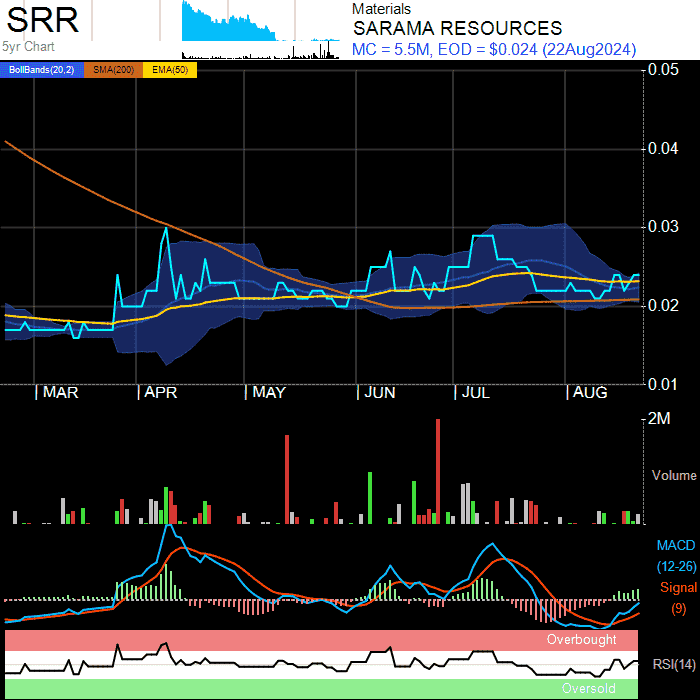 SRR
5yr Chart
Materials
SARAMA RESOURCES
MC = 5.5M, EOD = $0.024 (22Aug2024)
BollBands(20,2) SMA(200) EMA(50)
0.05
0.04
0.03
0.02
0.01
MAR APR MAY JUN JUL AUG
2M
Volume
MACD
(12-26)
Signal
(9)
Overbought
RSI(14)
Oversold